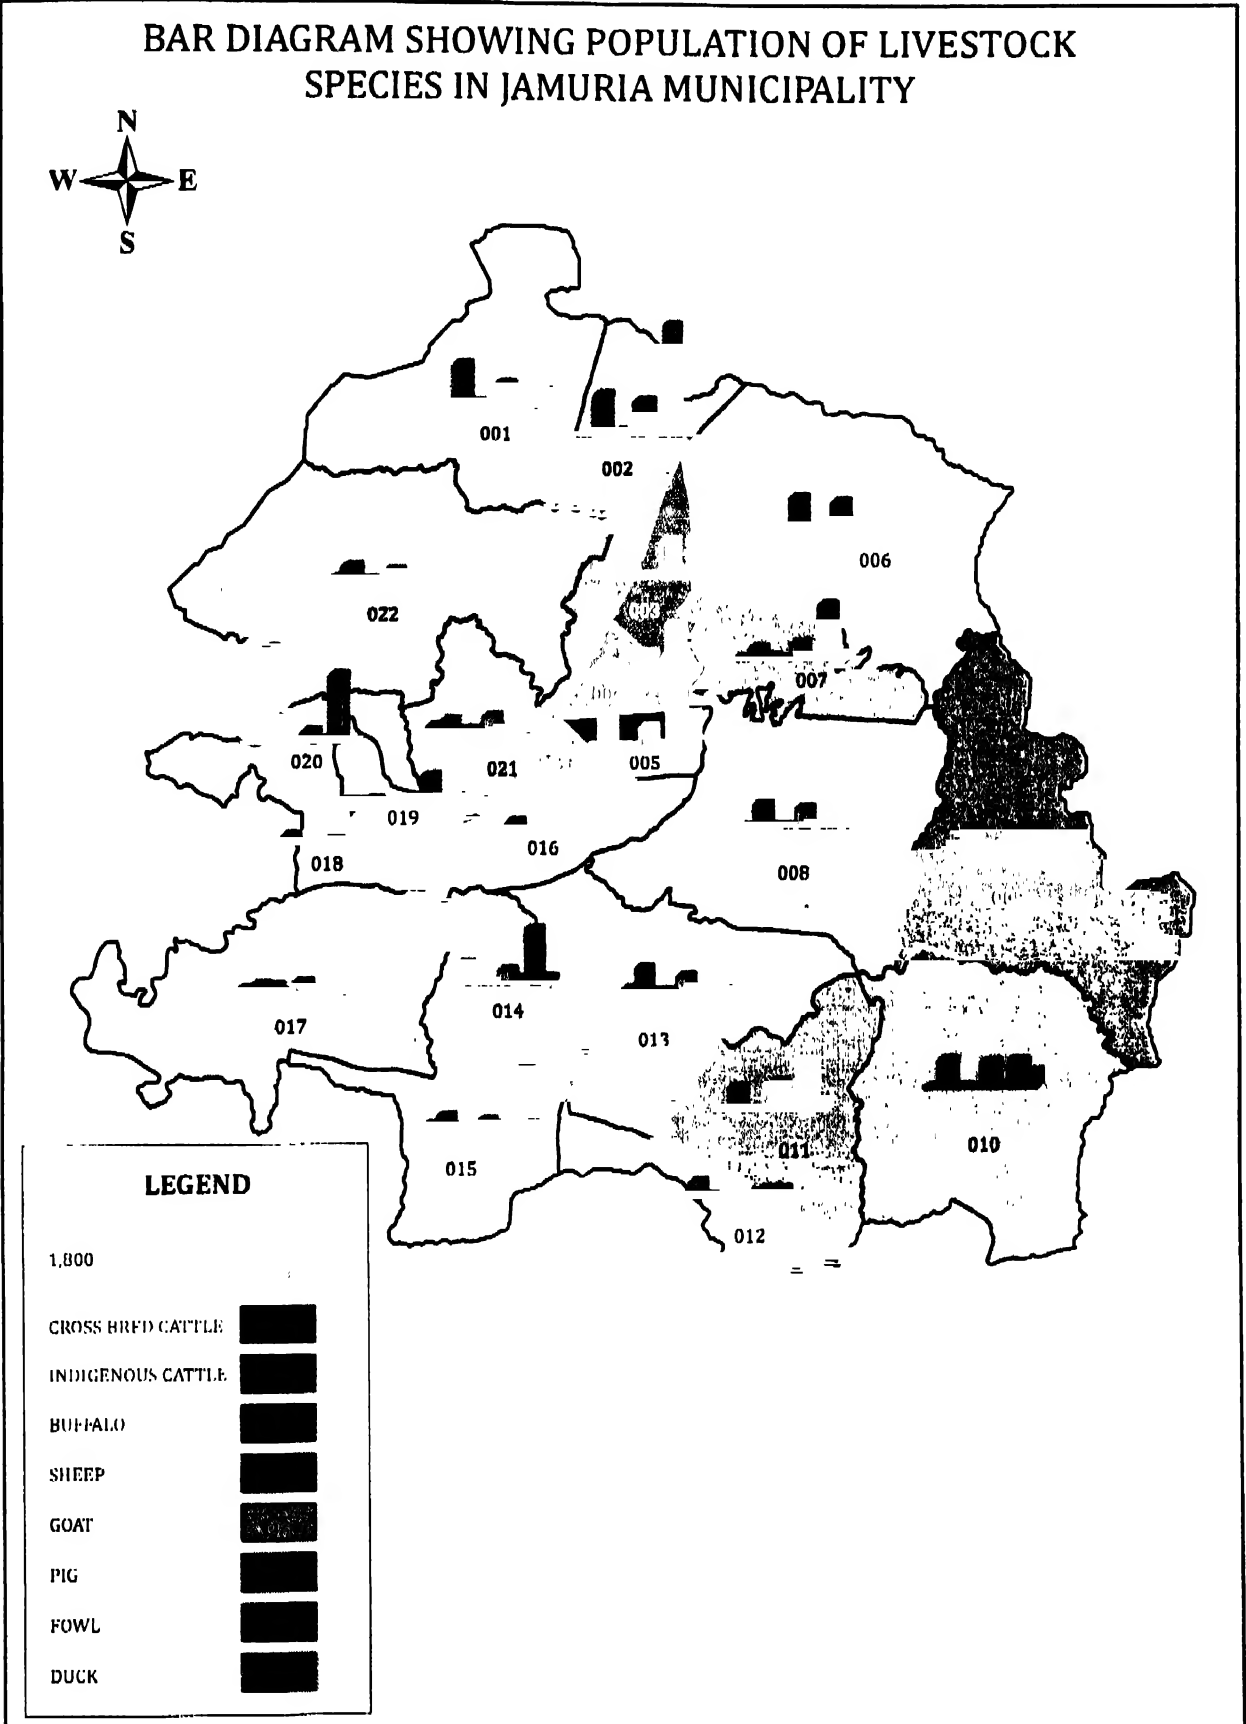 BAR DIAGRAM SHOWING POPULATION OF LIVESTOCK
SPECIES IN JAMURIA MUNICIPALITY
N
W E
S
001
002
006
022
003
007
020
021
005
019
016
018
008
014
017
013
010
011
015
012
LEGEND
1,800
CROSS BRED CATTLE
INDIGENOUS CATTLE
BUFFALO
SHEEP
GOAT
PIG
FOWL
DUCK